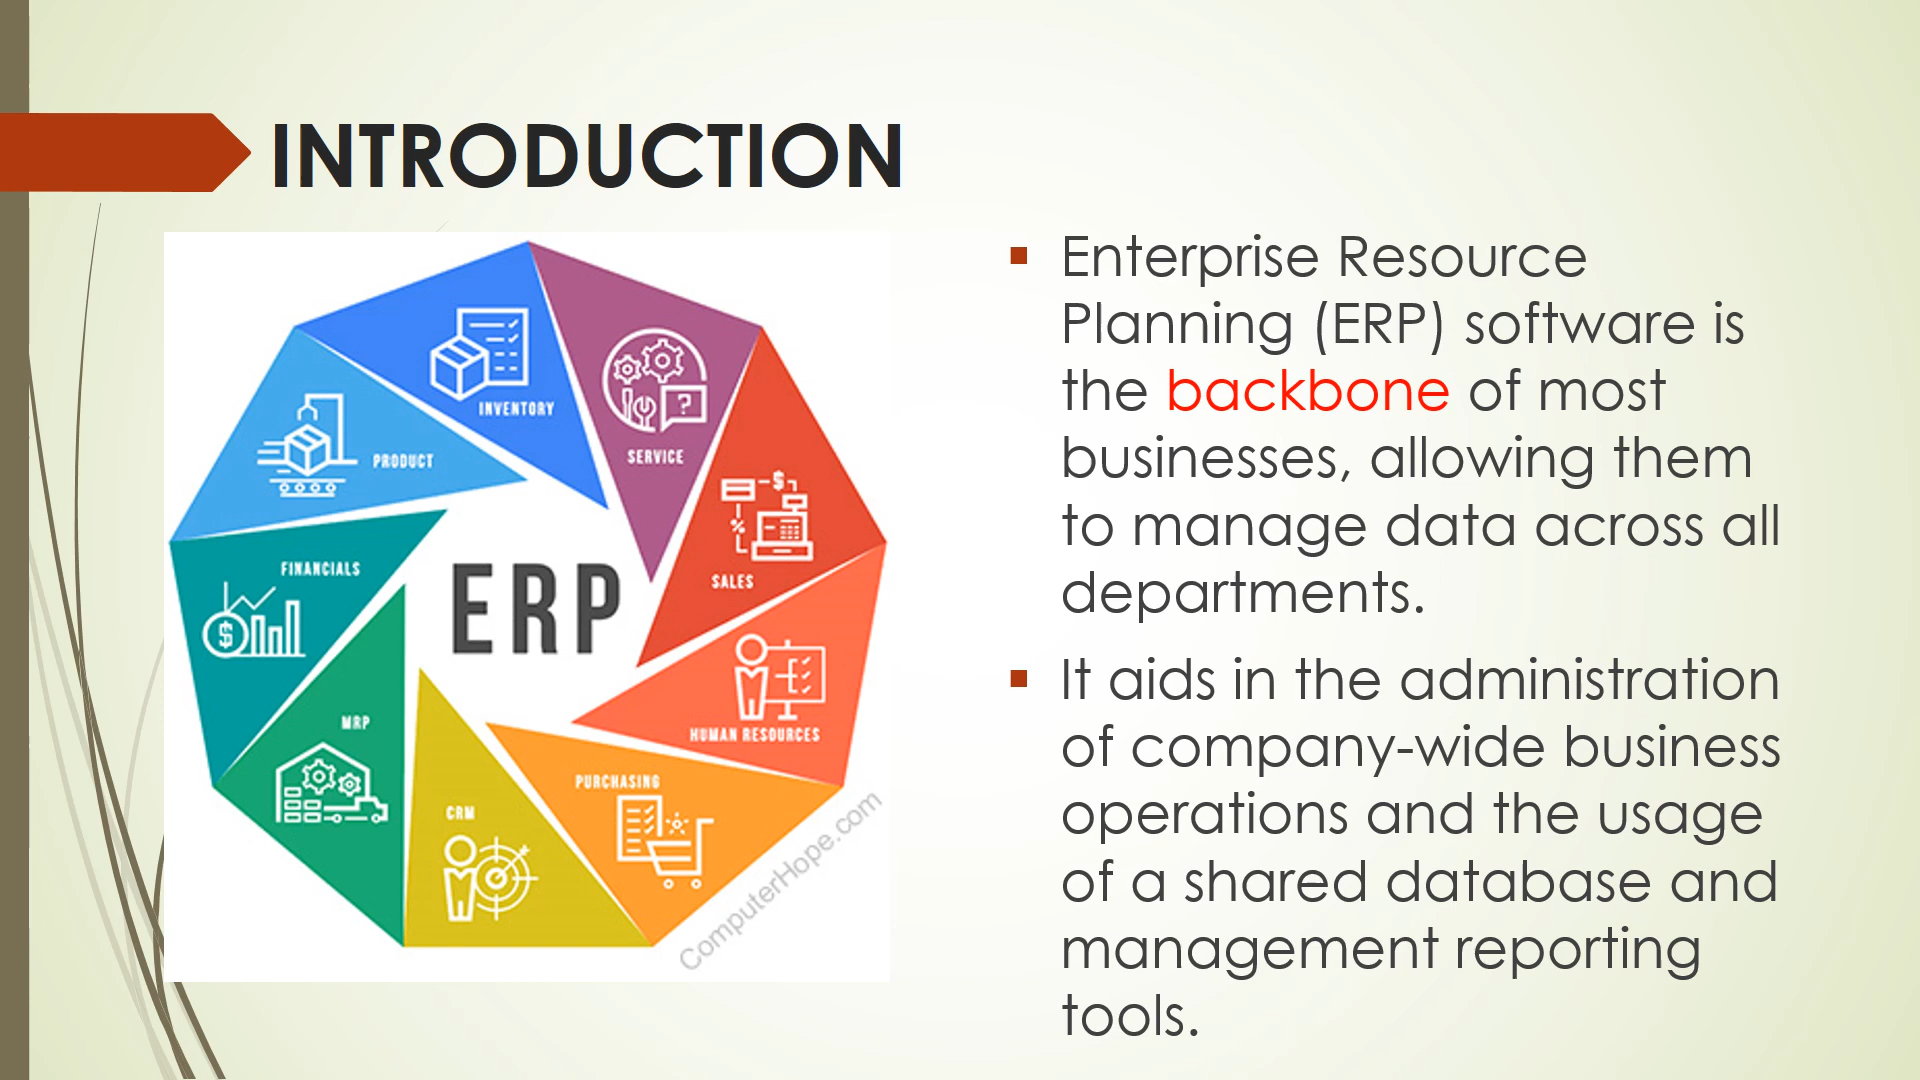 INTRODUCTION
INVENTORY
SERVICE
PRODUCT
SALES
FINANCIALS
ERP
HUMAN RESOURCES
MRP
PURCHASING
CRM
ComputerHope.com
Enterprise Resource
Planning (ERP) software is
the backbone of most
businesses, allowing them
to manage data across all
departments.
It aids in the administration
of company-wide business
operations and the usage
of a shared database and
management reporting
tools.